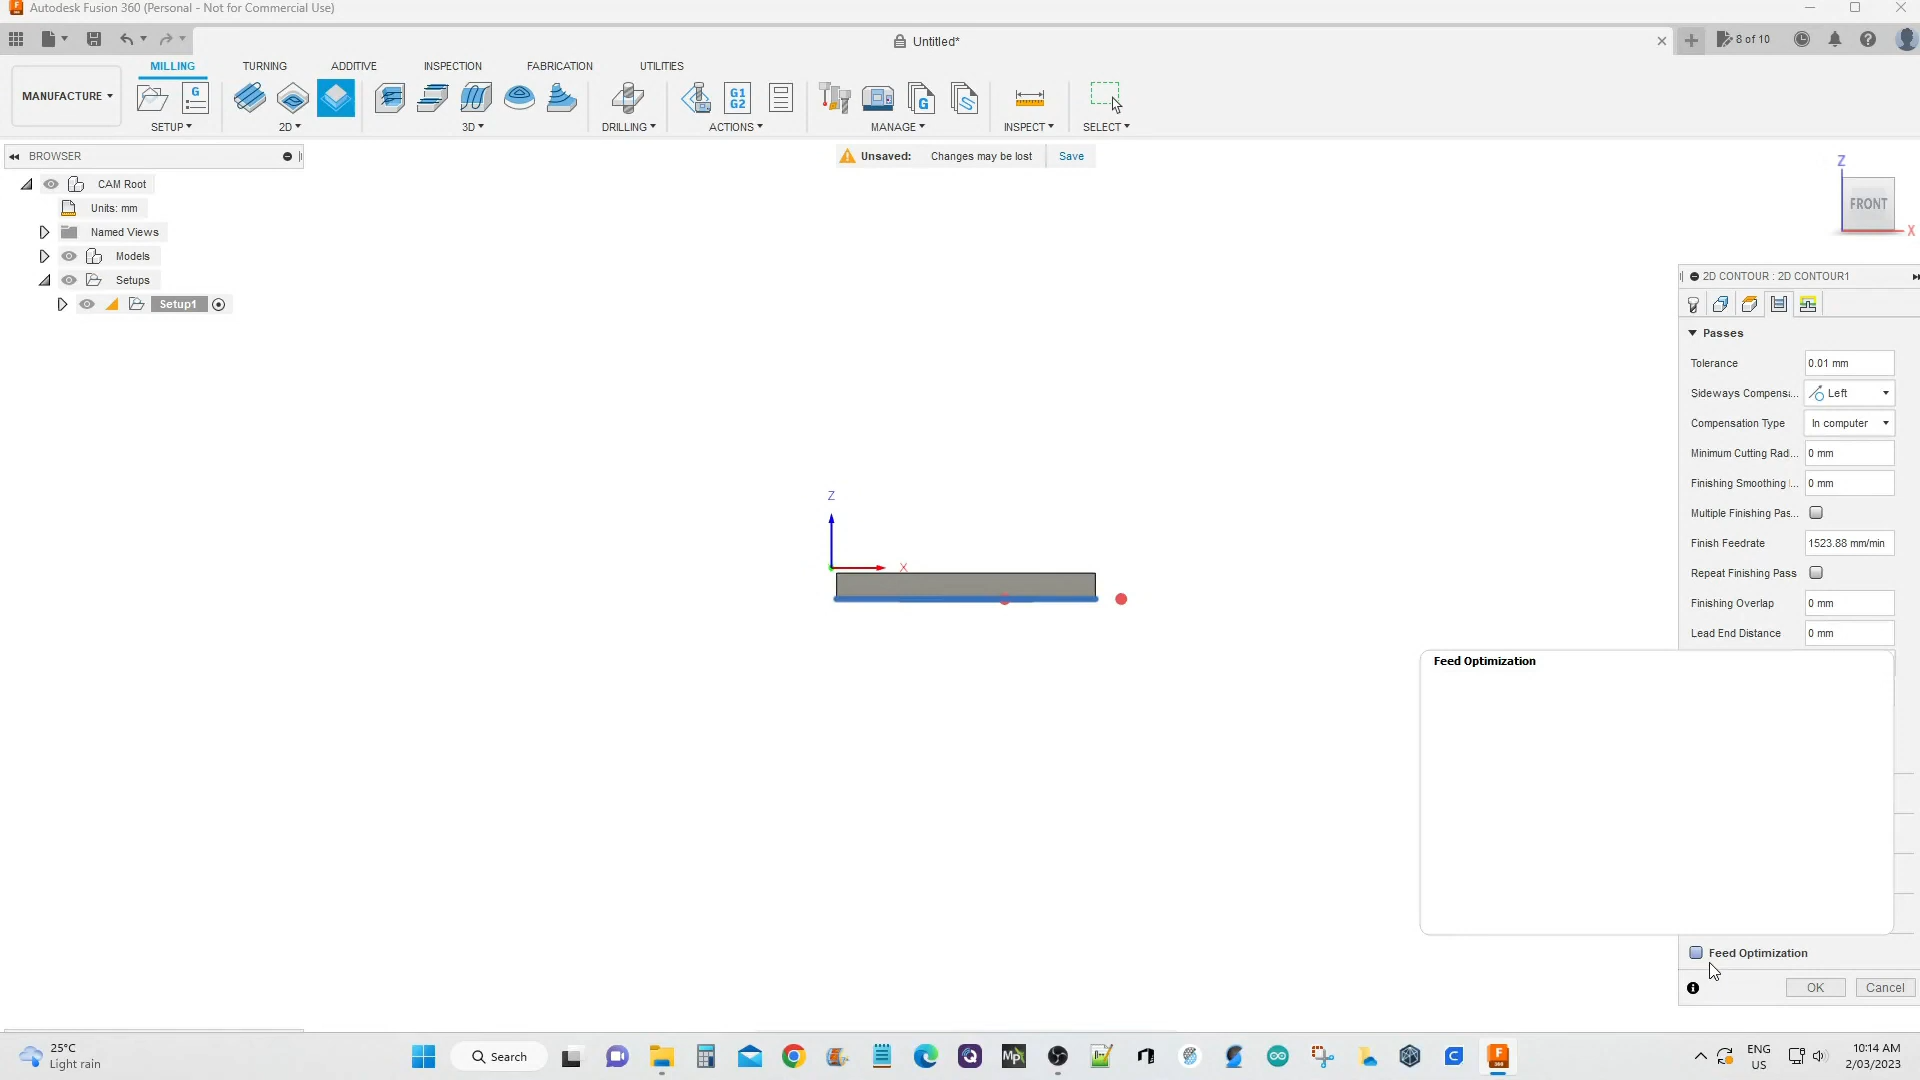 Autodesk Fusion 360 (Personal - Not for Commercial Use)
Untitled*
8 of 10
MILLING
TURNING
ADDITIVE
INSPECTION
FABRICATION
UTILITIES
MANUFACTURE
G
G1
G2
G
SETUP
2D
3D
DRILLING
ACTIONS
MANAGE
INSPECT
SELECT
BROWSER
Unsaved: Changes may be lost Save
CAM Root
Units: mm
Named Views
Models
Setups
Setup1
Z
FRONT
X
2D CONTOUR : 2D CONTOUR1
Passes
Tolerance 0.01 mm
Sideways Compensa... Left
Compensation Type In computer
Minimum Cutting Rad... 0 mm
Finishing Smoothing ... 0 mm
Multiple Finishing Pas...
Finish Feedrate 1523.88 mm/min
Repeat Finishing Pass
Finishing Overlap 0 mm
Lead End Distance 0 mm
Z
X
Feed Optimization
Feed Optimization
OK Cancel
25°C
Light rain
Search
Mp
F
ENG
US
10:14 AM
2/03/2023